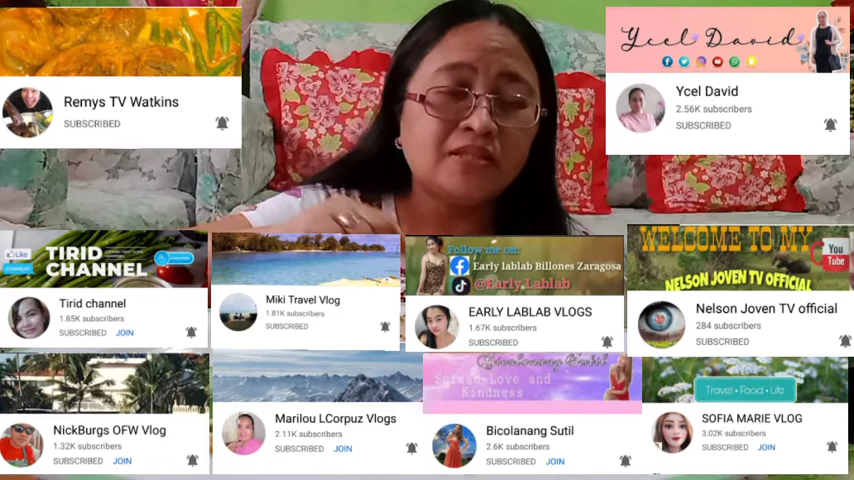 Remys TV Watkins
SUBSCRIBED
Ycel David
Ycel David
2.56K subscribers
SUBSCRIBED
Like
TIRID
CHANNEL
Tirid channel
1.85K subscribers
SUBSCRIBED JOIN
Miki Travel Vlog
1.81K subscribers
SUBSCRIBED
Follow me on:
Early lablab Billones Zaragosa
@Early Lablab
EARLY LABLAB VLOGS
1.67K subscribers
SUBSCRIBED
WELCOME TO MY
You
Tube
NELSON JOVEN TV OFFICIAL
Nelson Joven TV official
284 subscribers
SUBSCRIBED
NickBurgs OFW Vlog
1.32K subscribers
SUBSCRIBED JOIN
Marilou LCorpuz Vlogs
2.11K subscribers
SUBSCRIBED JOIN
Bicolanang Sutil
Spread Love and
Kindness
Bicolanang Sutil
2.6K subscribers
SUBSCRIBED JOIN
Travel • Food • Life
SOFIA MARIE VLOG
3.02K subscribers
SUBSCRIBED JOIN